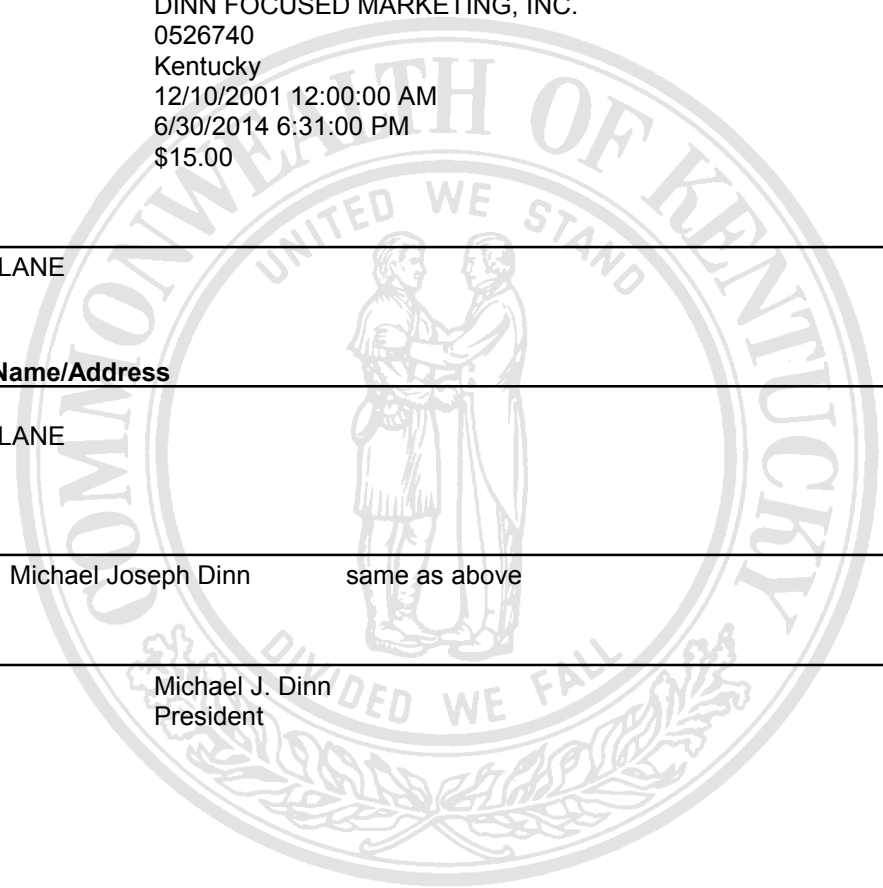 DINN FOCUSED MARKETING, INC.
0526740
Kentucky
12/10/2001 12:00:00 AM
6/30/2014 6:31:00 PM
$15.00
LANE
Name/Address
LANE
Michael Joseph Dinn same as above
Michael J. Dinn
President
COMMONWEALTH OF KENTUCKY
UNITED WE STAND
DIVIDED WE FALL